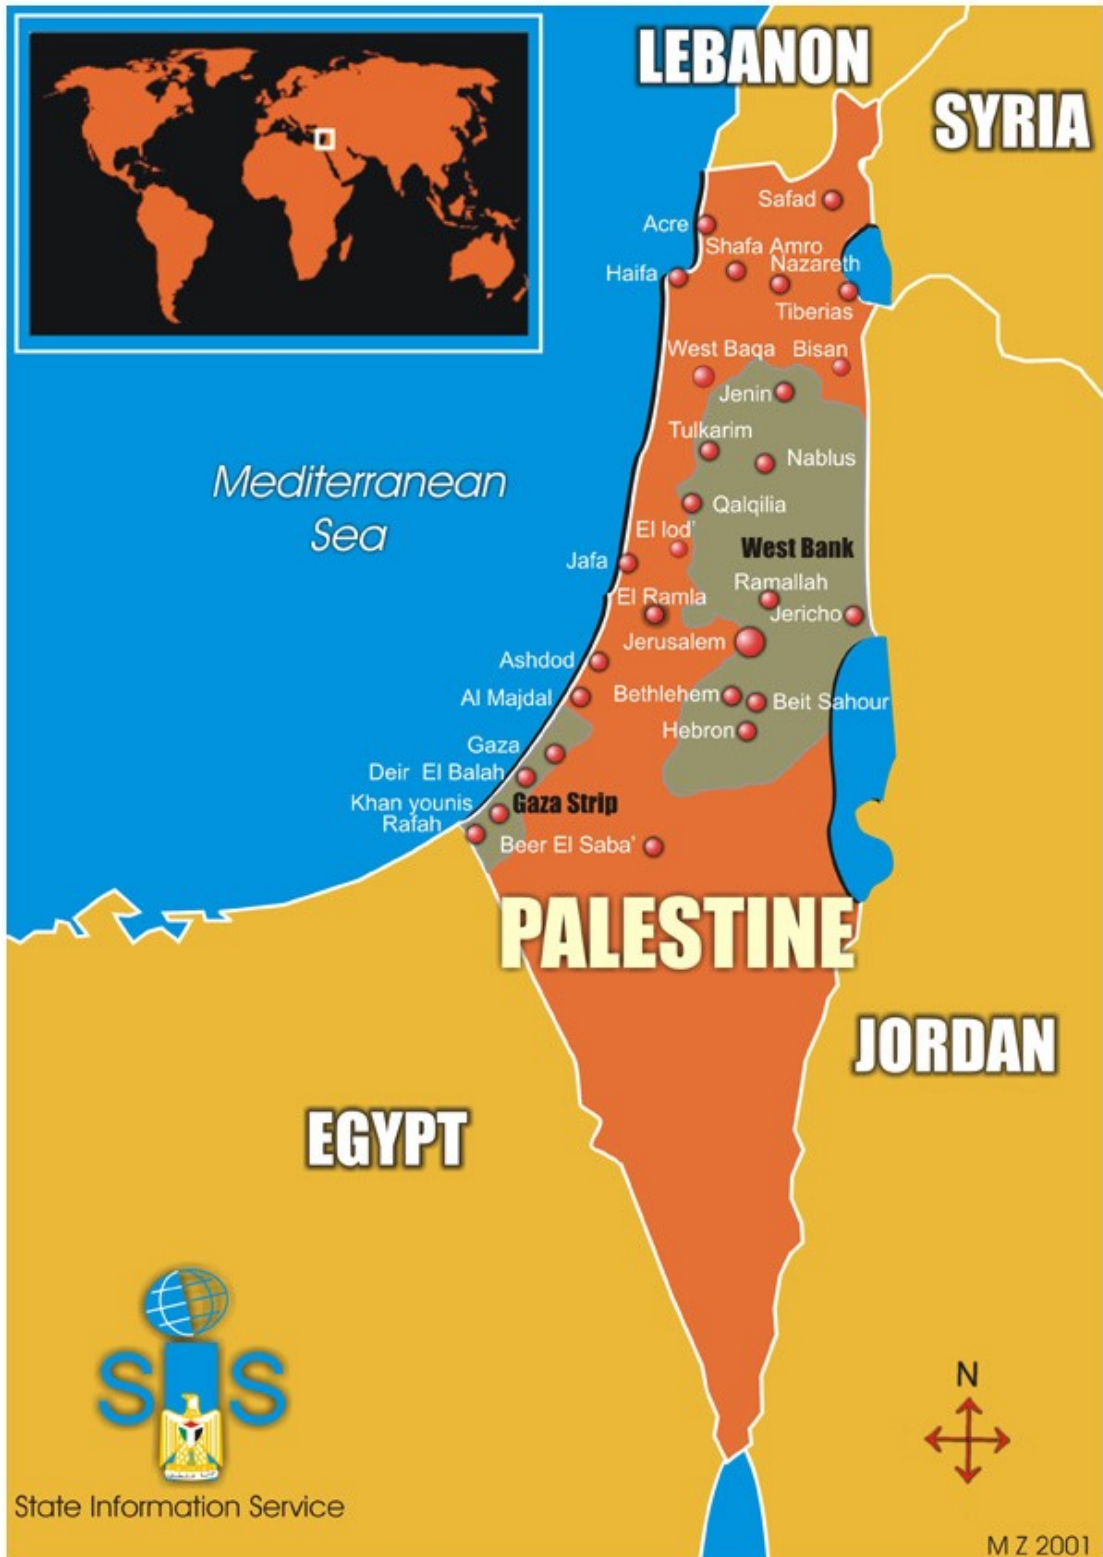 LEBANON
SYRIA
Safad
Acre
Shafa Amro
Haifa
Nazareth
Tiberias
West Baqa
Bisan
Jenin
Tulkarim
Nablus
Mediterranean
Sea
Qalqilia
El lod'
West Bank
Jafa
Ramallah
El Ramla
Jericho
Jerusalem
Ashdod
Al Majdal
Bethlehem
Beit Sahour
Hebron
Gaza
Deir El Balah
Khan younis
Gaza Strip
Rafah
Beer El Saba'
PALESTINE
JORDAN
EGYPT
SiS
State Information Service
N
M Z 2001